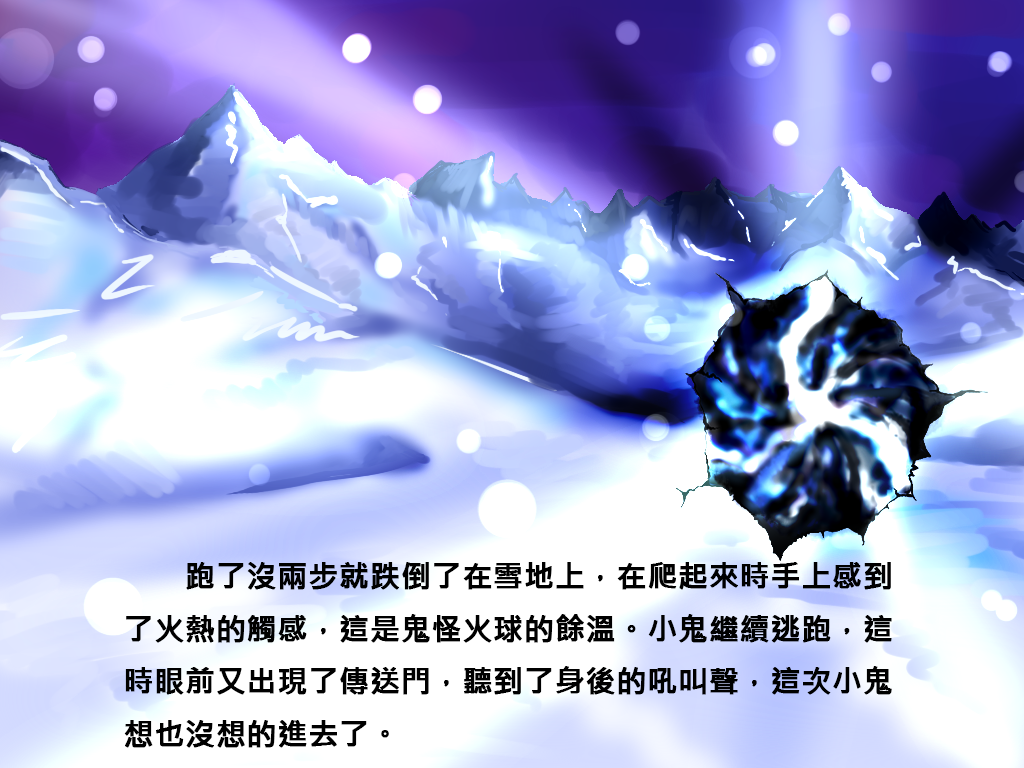 跑了沒兩步就跌倒了在雪地上，在爬起來時手上感到
了火熱的觸感，這是鬼怪火球的餘溫。小鬼繼續逃跑，這
時眼前又出現了傳送門，聽到了身後的吼叫聲，這次小鬼
想也沒想的進去了。